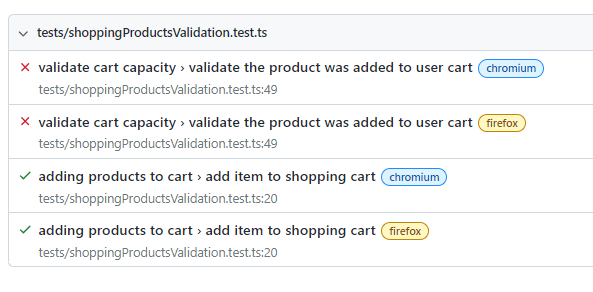 tests/shoppingProductsValidation.test.ts
validate cart capacity › validate the product was added to user cart chromium
tests/shoppingProductsValidation.test.ts:49
validate cart capacity › validate the product was added to user cart firefox
tests/shoppingProductsValidation.test.ts:49
adding products to cart › add item to shopping cart chromium
tests/shoppingProductsValidation.test.ts:20
adding products to cart › add item to shopping cart firefox
tests/shoppingProductsValidation.test.ts:20